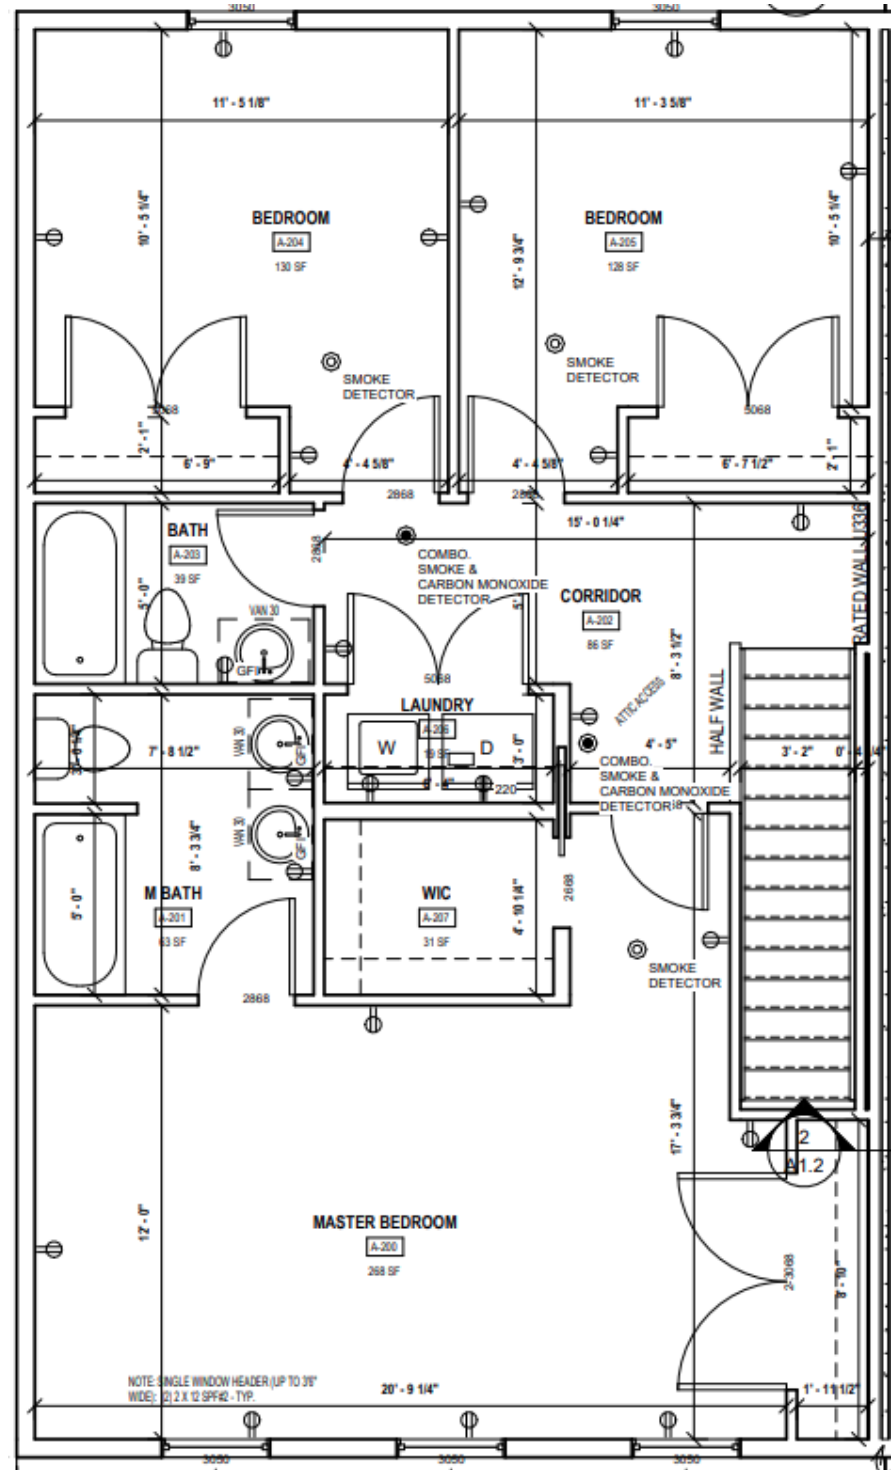 3050
3050
11' - 5 1/8"
11' - 3 5/8"
10' - 5 1/4"
12' - 9 3/4"
10' - 5 1/4"
BEDROOM
A-204
130 SF
BEDROOM
A-205
128 SF
SMOKE
DETECTOR
SMOKE
DETECTOR
5068
5068
2' - 1"
6' - 9"
4' - 4 5/8"
4' - 4 5/8"
6' - 7 1/2"
2' - 1"
2868
BATH
A-203
39 SF
2868
15' - 0 1/4"
COMBO.
SMOKE &
CARBON MONOXIDE
DETECTOR
5' - 0"
VAN 30
GFI
CORRIDOR
A-202
86 SF
RATED WALL U336
8' - 3 1/2"
ATTIC ACCESS
HALF WALL
5068
LAUNDRY
A-206
W
D
3' - 0"
220
7' - 8 1/2"
VAN 30
GFI
VAN 30
GFI
4' - 5"
3' - 2"
COMBO.
SMOKE &
CARBON MONOXIDE
DETECTOR
8' - 3 3/4"
5' - 0"
M BATH
A-201
63 SF
WIC
A-207
31 SF
4' - 10 1/4"
2668
SMOKE
DETECTOR
2868
17' - 3 3/4"
2
A1.2
12' - 0"
MASTER BEDROOM
A-200
268 SF
2-3068
8' - 10"
NOTE: SINGLE WINDOW HEADER (UP TO 3'6"
WIDE): (2) 2 X 12 SPF#2 - TYP.
20' - 9 1/4"
1' - 11 1/2"
3050
3050
3050